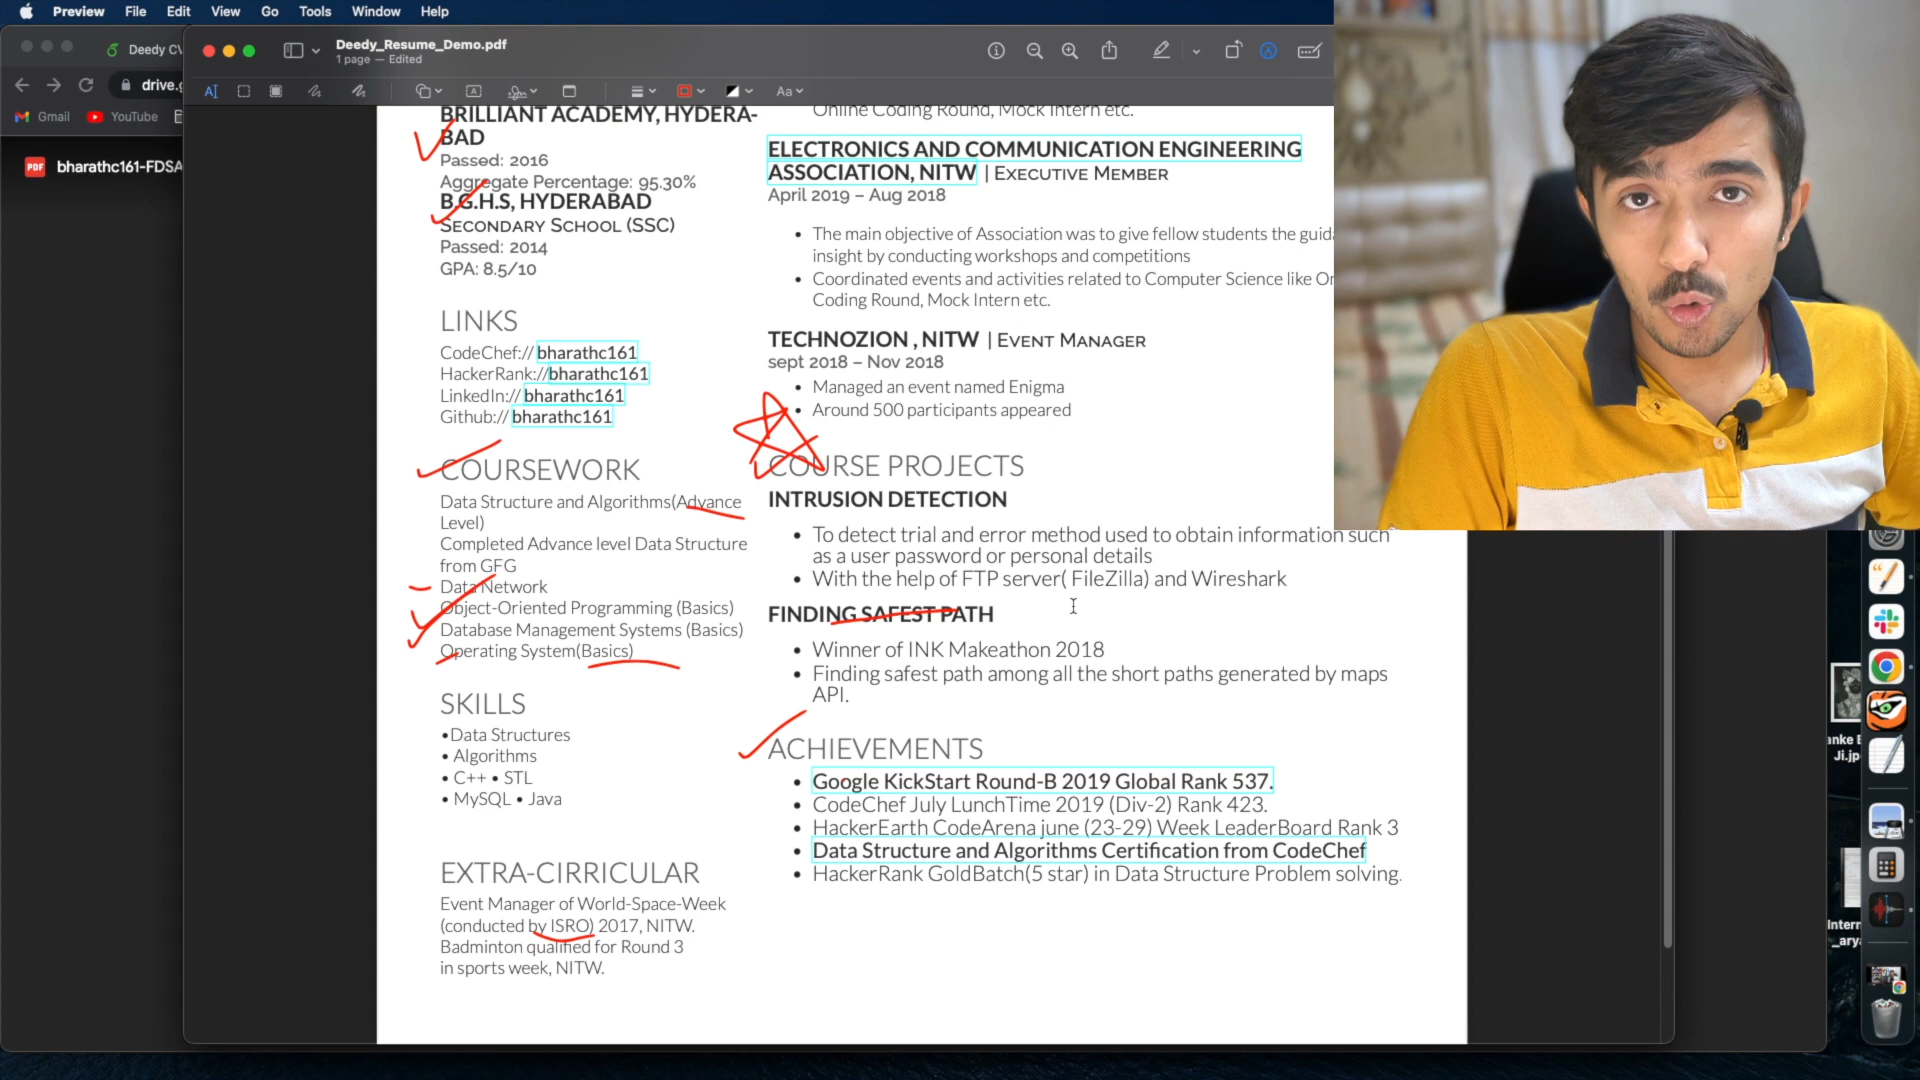 Preview File Edit View Go Tools Window Help
Deedy CV
drive.g
Gmail YouTube
PDF bharathc161-FDSA
Deedy_Resume_Demo.pdf
1 page — Edited
Aa
BRILLIANT ACADEMY, HYDERA-
BAD
Passed: 2016
Aggregate Percentage: 95.30%
B.G.H.S, HYDERABAD
SECONDARY SCHOOL (SSC)
Passed: 2014
GPA: 8.5/10
LINKS
CodeChef:// bharathc161
HackerRank://bharathc161
LinkedIn:// bharathc161
Github:// bharathc161
COURSEWORK
Data Structure and Algorithms(Advance
Level)
Completed Advance level Data Structure
from GFG
Data Network
Object-Oriented Programming (Basics)
Database Management Systems (Basics)
Operating System(Basics)
SKILLS
•Data Structures
• Algorithms
• C++ • STL
• MySQL • Java
EXTRA-CIRRICULAR
Event Manager of World-Space-Week
(conducted by ISRO) 2017, NITW.
Badminton qualified for Round 3
in sports week, NITW.
Online Coding Round, Mock Intern etc.
ELECTRONICS AND COMMUNICATION ENGINEERING
ASSOCIATION, NITW | EXECUTIVE MEMBER
April 2019 – Aug 2018
• The main objective of Association was to give fellow students the guid
insight by conducting workshops and competitions
• Coordinated events and activities related to Computer Science like On
Coding Round, Mock Intern etc.
TECHNOZION , NITW | EVENT MANAGER
sept 2018 – Nov 2018
• Managed an event named Enigma
• Around 500 participants appeared
COURSE PROJECTS
INTRUSION DETECTION
• To detect trial and error method used to obtain information such
as a user password or personal details
• With the help of FTP server( FileZilla) and Wireshark
FINDING SAFEST PATH
• Winner of INK Makeathon 2018
• Finding safest path among all the short paths generated by maps
API.
ACHIEVEMENTS
• Google KickStart Round-B 2019 Global Rank 537.
• CodeChef July LunchTime 2019 (Div-2) Rank 423.
• HackerEarth CodeArena june (23-29) Week LeaderBoard Rank 3
• Data Structure and Algorithms Certification from CodeChef
• HackerRank GoldBatch(5 star) in Data Structure Problem solving.
anke B
Ji.jp
Intern
_arya